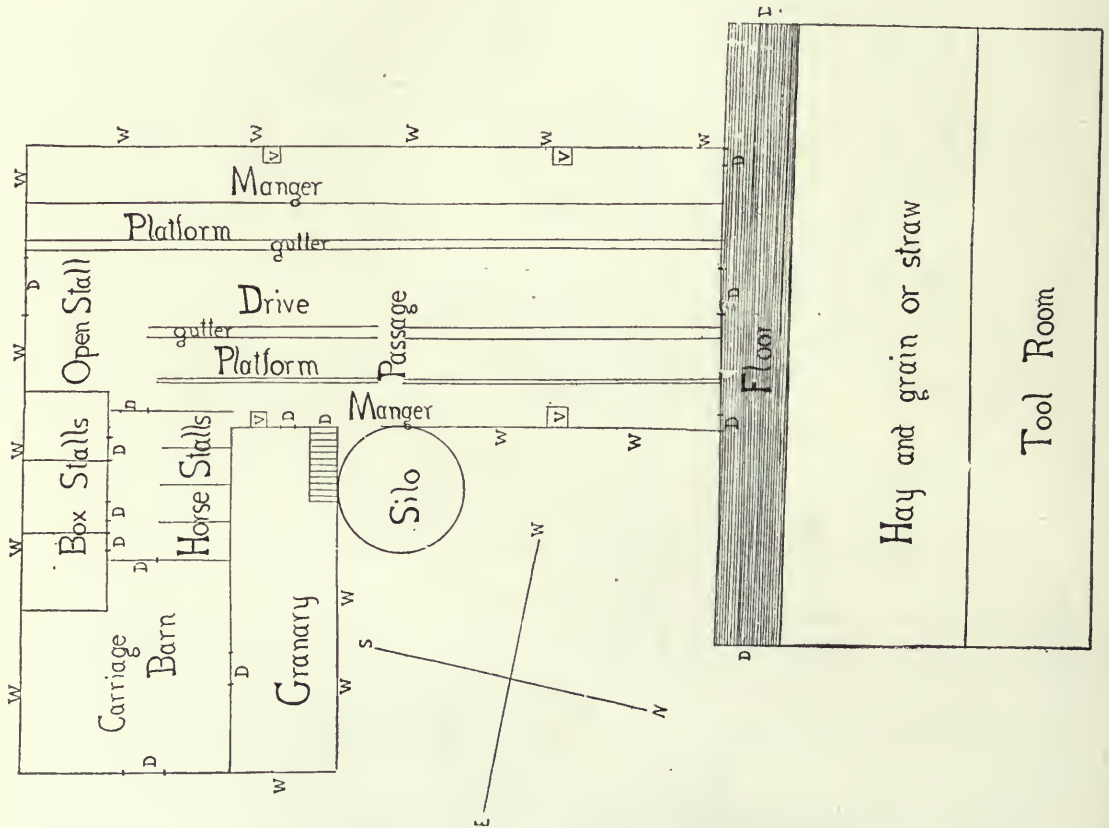 W
W
W
W
W
W
V
V
D
Manger
Platform
gutter
D
Open Stall
Drive
D
W
gutter
Passage
Platform
Floor
Manger
D
D
D
D
V
V
W
W
W
Box Stalls
D
D
D
Horse Stalls
Silo
D
W
Carriage
Barn
D
D
W
Granary
W
W
W
S
W
N
E
D
Hay and grain or straw
Tool Room